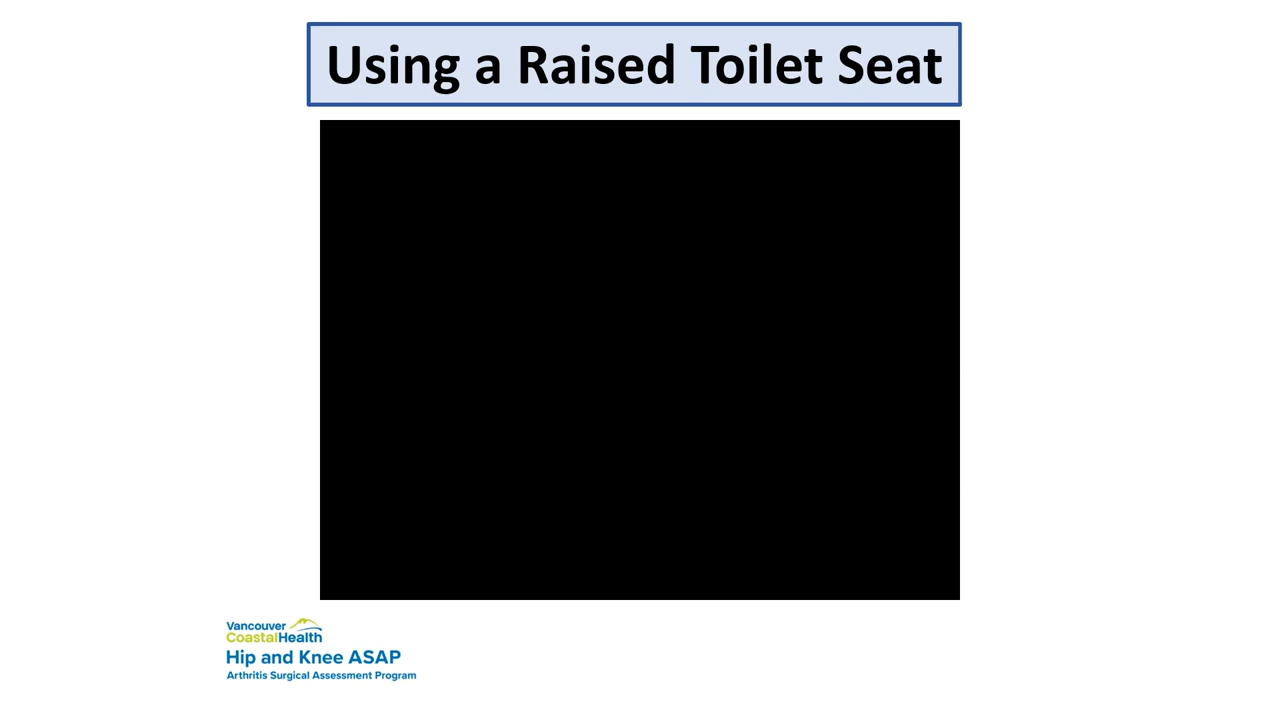 Using a Raised Toilet Seat
Vancouver
CoastalHealth
Hip and Knee ASAP
Arthritis Surgical Assessment Program